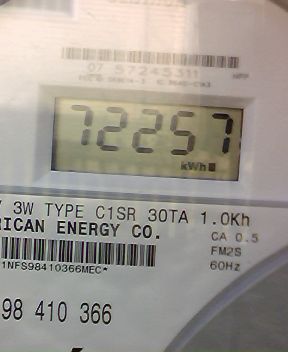 07 57245311
72257
kWh
3W TYPE C1SR 30TA 1.0Kh
RICAN ENERGY CO.
CA 0.5
FM2S
60Hz
1NFS98410366MEC*
98 410 366